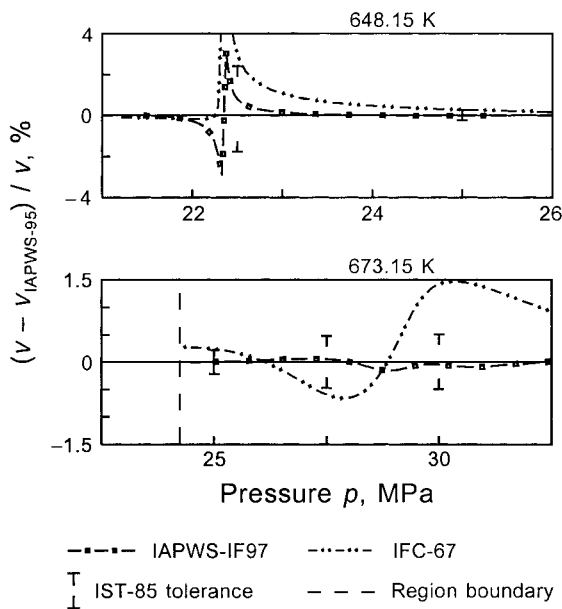 648.15 K
4
0
−4
22
24
26
(v − vIAPWS-95) / v, %
673.15 K
1.5
0
−1.5
25
30
Pressure p, MPa
IAPWS-IF97
IFC-67
IST-85 tolerance
Region boundary